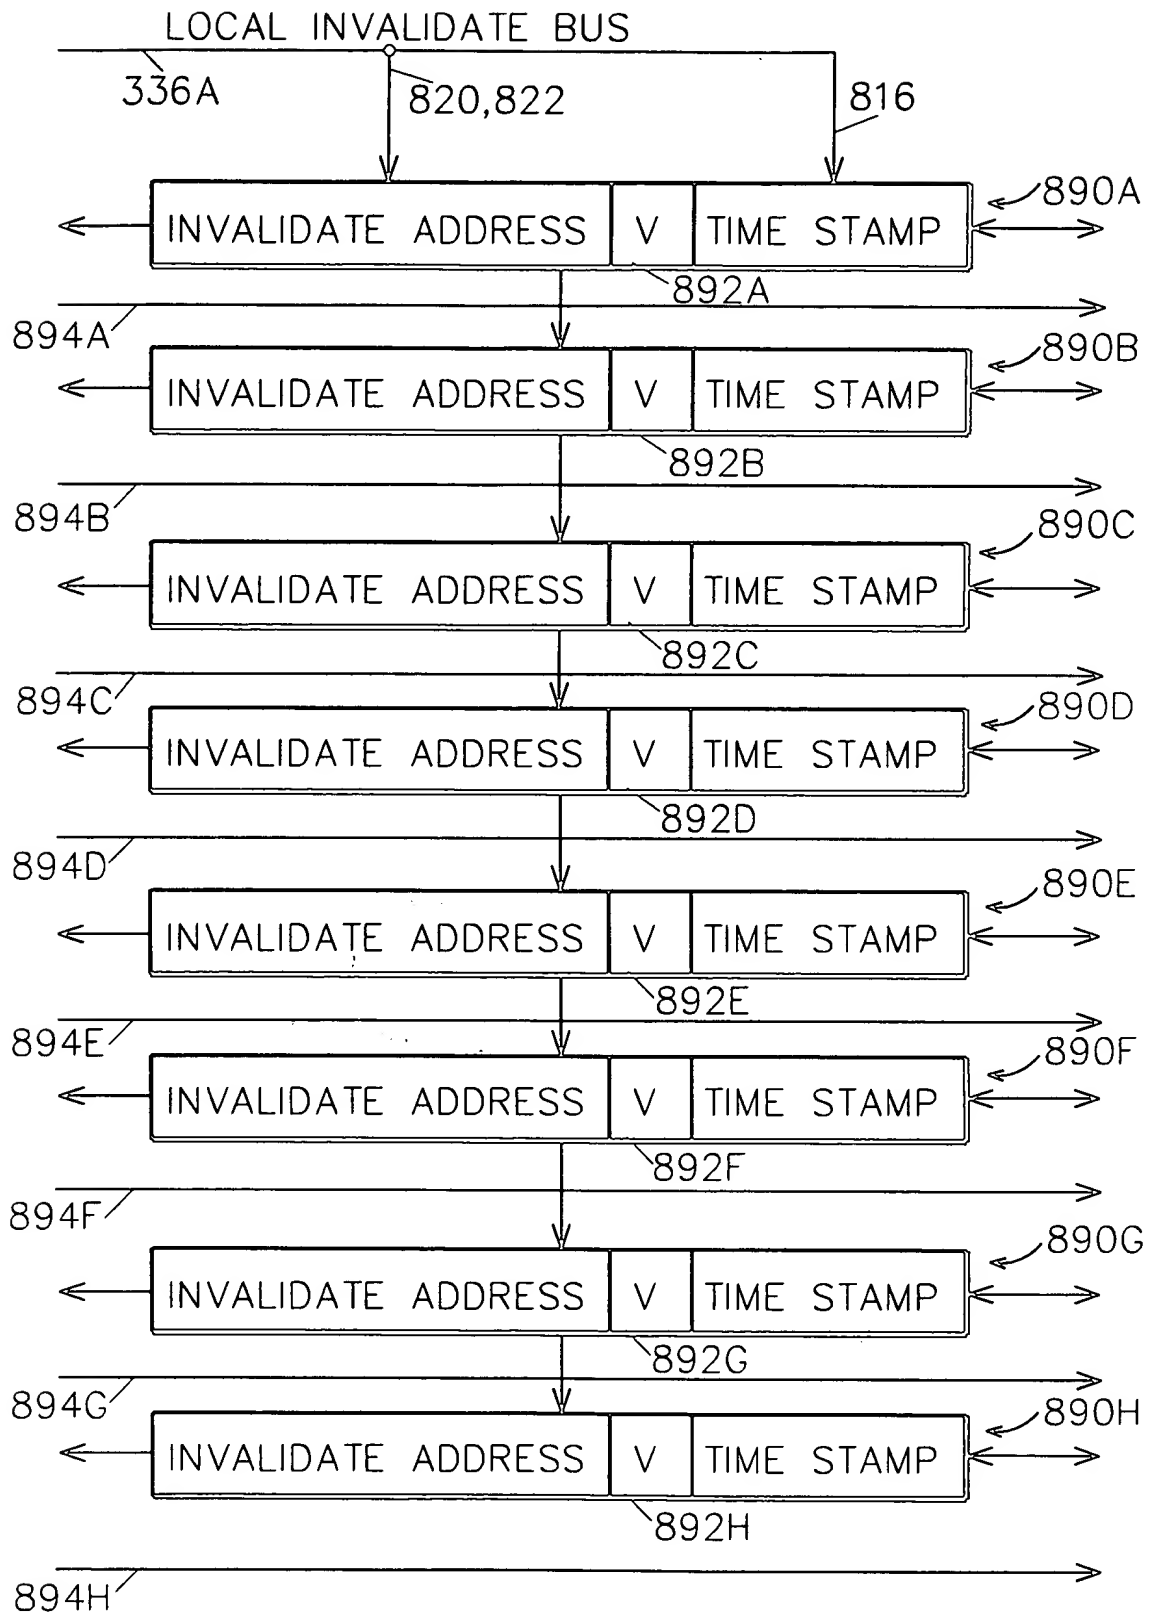 LOCAL INVALIDATE BUS
336A
820,822
816
890A
INVALIDATE ADDRESS V TIME STAMP
892A
894A
890B
INVALIDATE ADDRESS V TIME STAMP
892B
894B
890C
INVALIDATE ADDRESS V TIME STAMP
892C
894C
890D
INVALIDATE ADDRESS V TIME STAMP
892D
894D
890E
INVALIDATE ADDRESS V TIME STAMP
892E
894E
890F
INVALIDATE ADDRESS V TIME STAMP
892F
894F
890G
INVALIDATE ADDRESS V TIME STAMP
892G
894G
890H
INVALIDATE ADDRESS V TIME STAMP
892H
894H